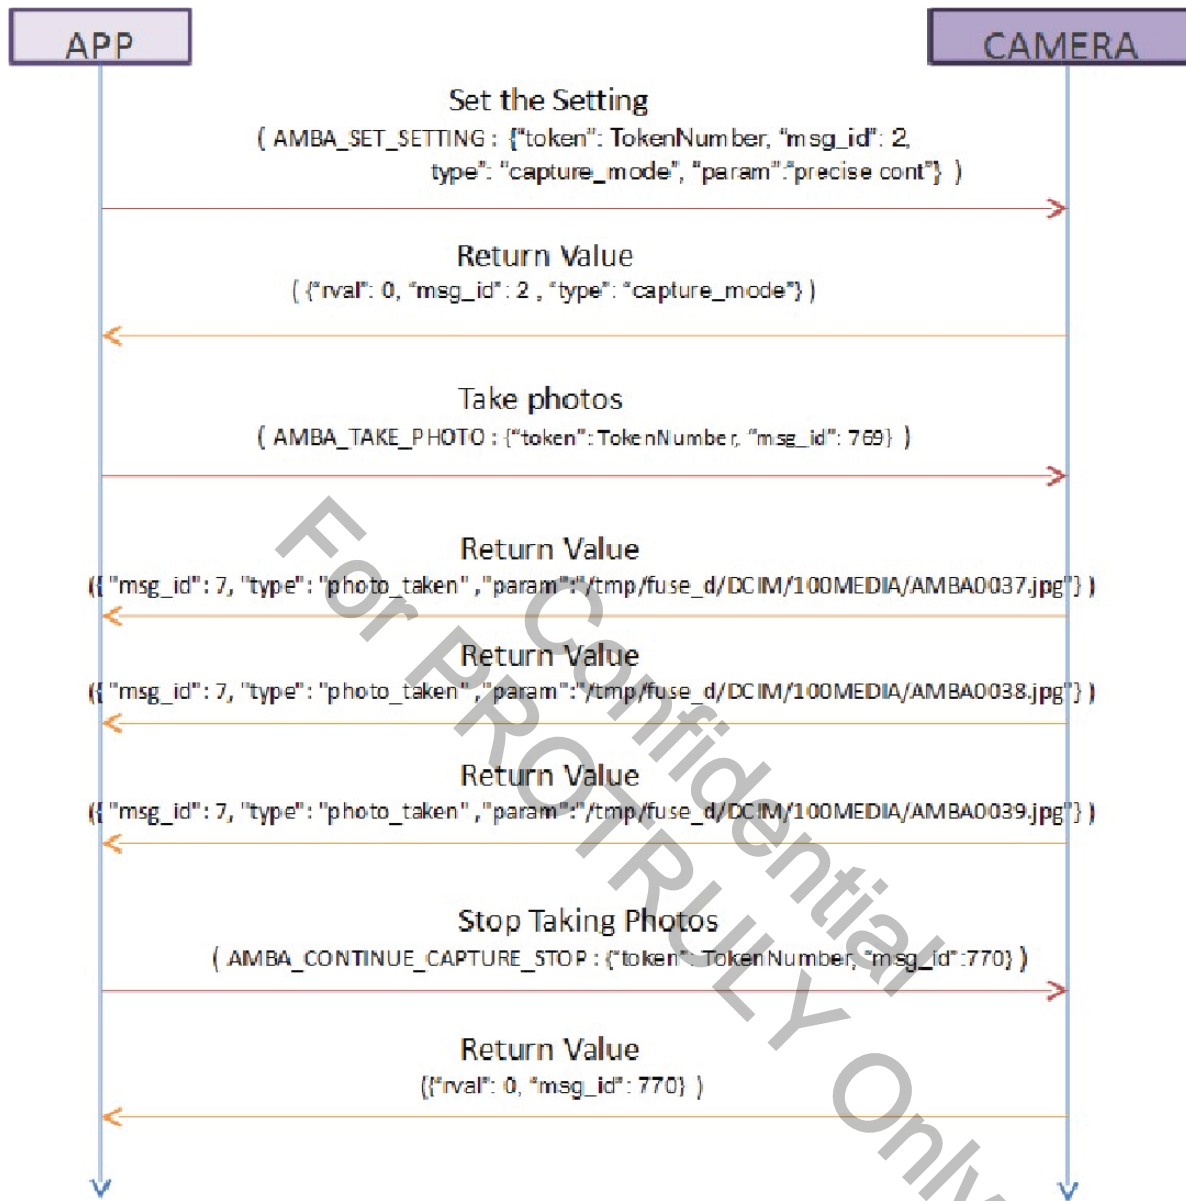 APP
CAMERA
Set the Setting
( AMBA_SET_SETTING : {“token”: TokenNumber, “msg_id”: 2,
type”: “capture_mode”, “param”:“precise cont”} )
Return Value
( {“rval”: 0, “msg_id”: 2 , “type”: “capture_mode”} )
Take photos
( AMBA_TAKE_PHOTO : {“token”: TokenNumber, “msg_id”: 769} )
Return Value
({ "msg_id": 7, "type": "photo_taken" ,"param":"/tmp/fuse_d/DCIM/100MEDIA/AMBA0037.jpg"} )
Return Value
({ "msg_id": 7, "type": "photo_taken" ,"param":"/tmp/fuse_d/DCIM/100MEDIA/AMBA0038.jpg"} )
Return Value
({ "msg_id": 7, "type": "photo_taken" ,"param":"/tmp/fuse_d/DCIM/100MEDIA/AMBA0039.jpg"} )
Stop Taking Photos
( AMBA_CONTINUE_CAPTURE_STOP : {“token”: TokenNumber, “msg_id”:770} )
Return Value
({“rval”: 0, “msg_id”: 770} )
Confidential
For PROTRULY Only